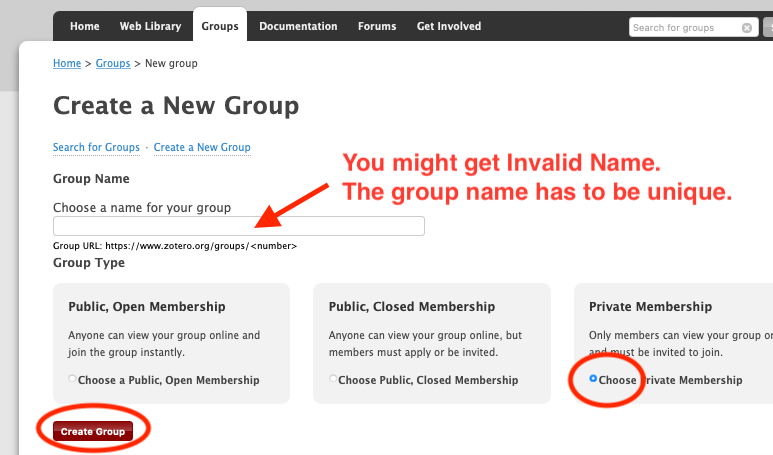 Home Web Library Groups Documentation Forums Get Involved Search for groups
Home > Groups > New group
Create a New Group
Search for Groups · Create a New Group
You might get Invalid Name.
The group name has to be unique.
Group Name
Choose a name for your group
Group URL: https://www.zotero.org/groups/<number>
Group Type
Public, Open Membership
Anyone can view your group online and
join the group instantly.
Choose a Public, Open Membership
Public, Closed Membership
Anyone can view your group online, but
members must apply or be invited.
Choose Public, Closed Membership
Private Membership
Only members can view your group
and must be invited to join.
Choose Private Membership
Create Group